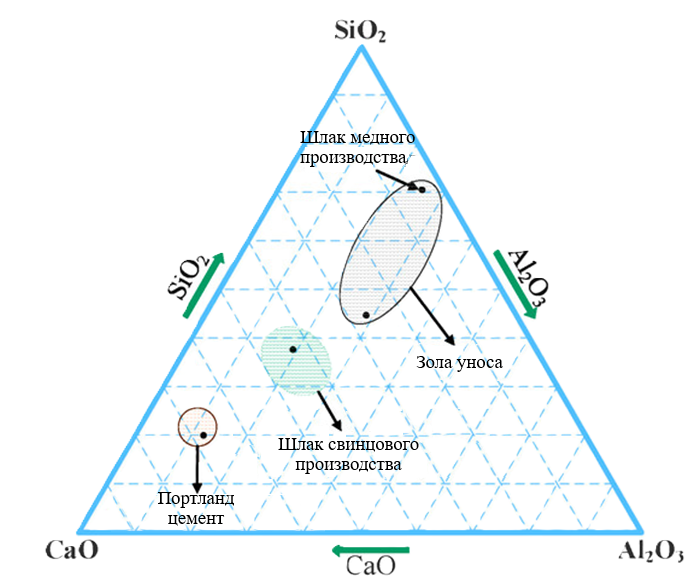 SiO₂
Шлак медного
производства
SiO₂
Al₂O₃
Зола уноса
Шлак свинцового
производства
Портланд
цемент
CaO
CaO
Al₂O₃